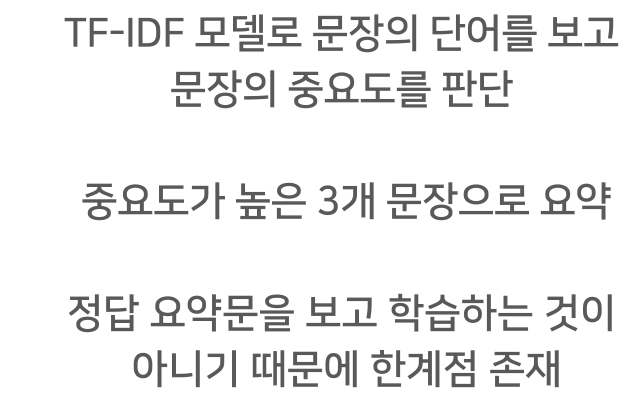 TF-IDF 모델로 문장의 단어를 보고
문장의 중요도를 판단
중요도가 높은 3개 문장으로 요약
정답 요약문을 보고 학습하는 것이
아니기 때문에 한계점 존재